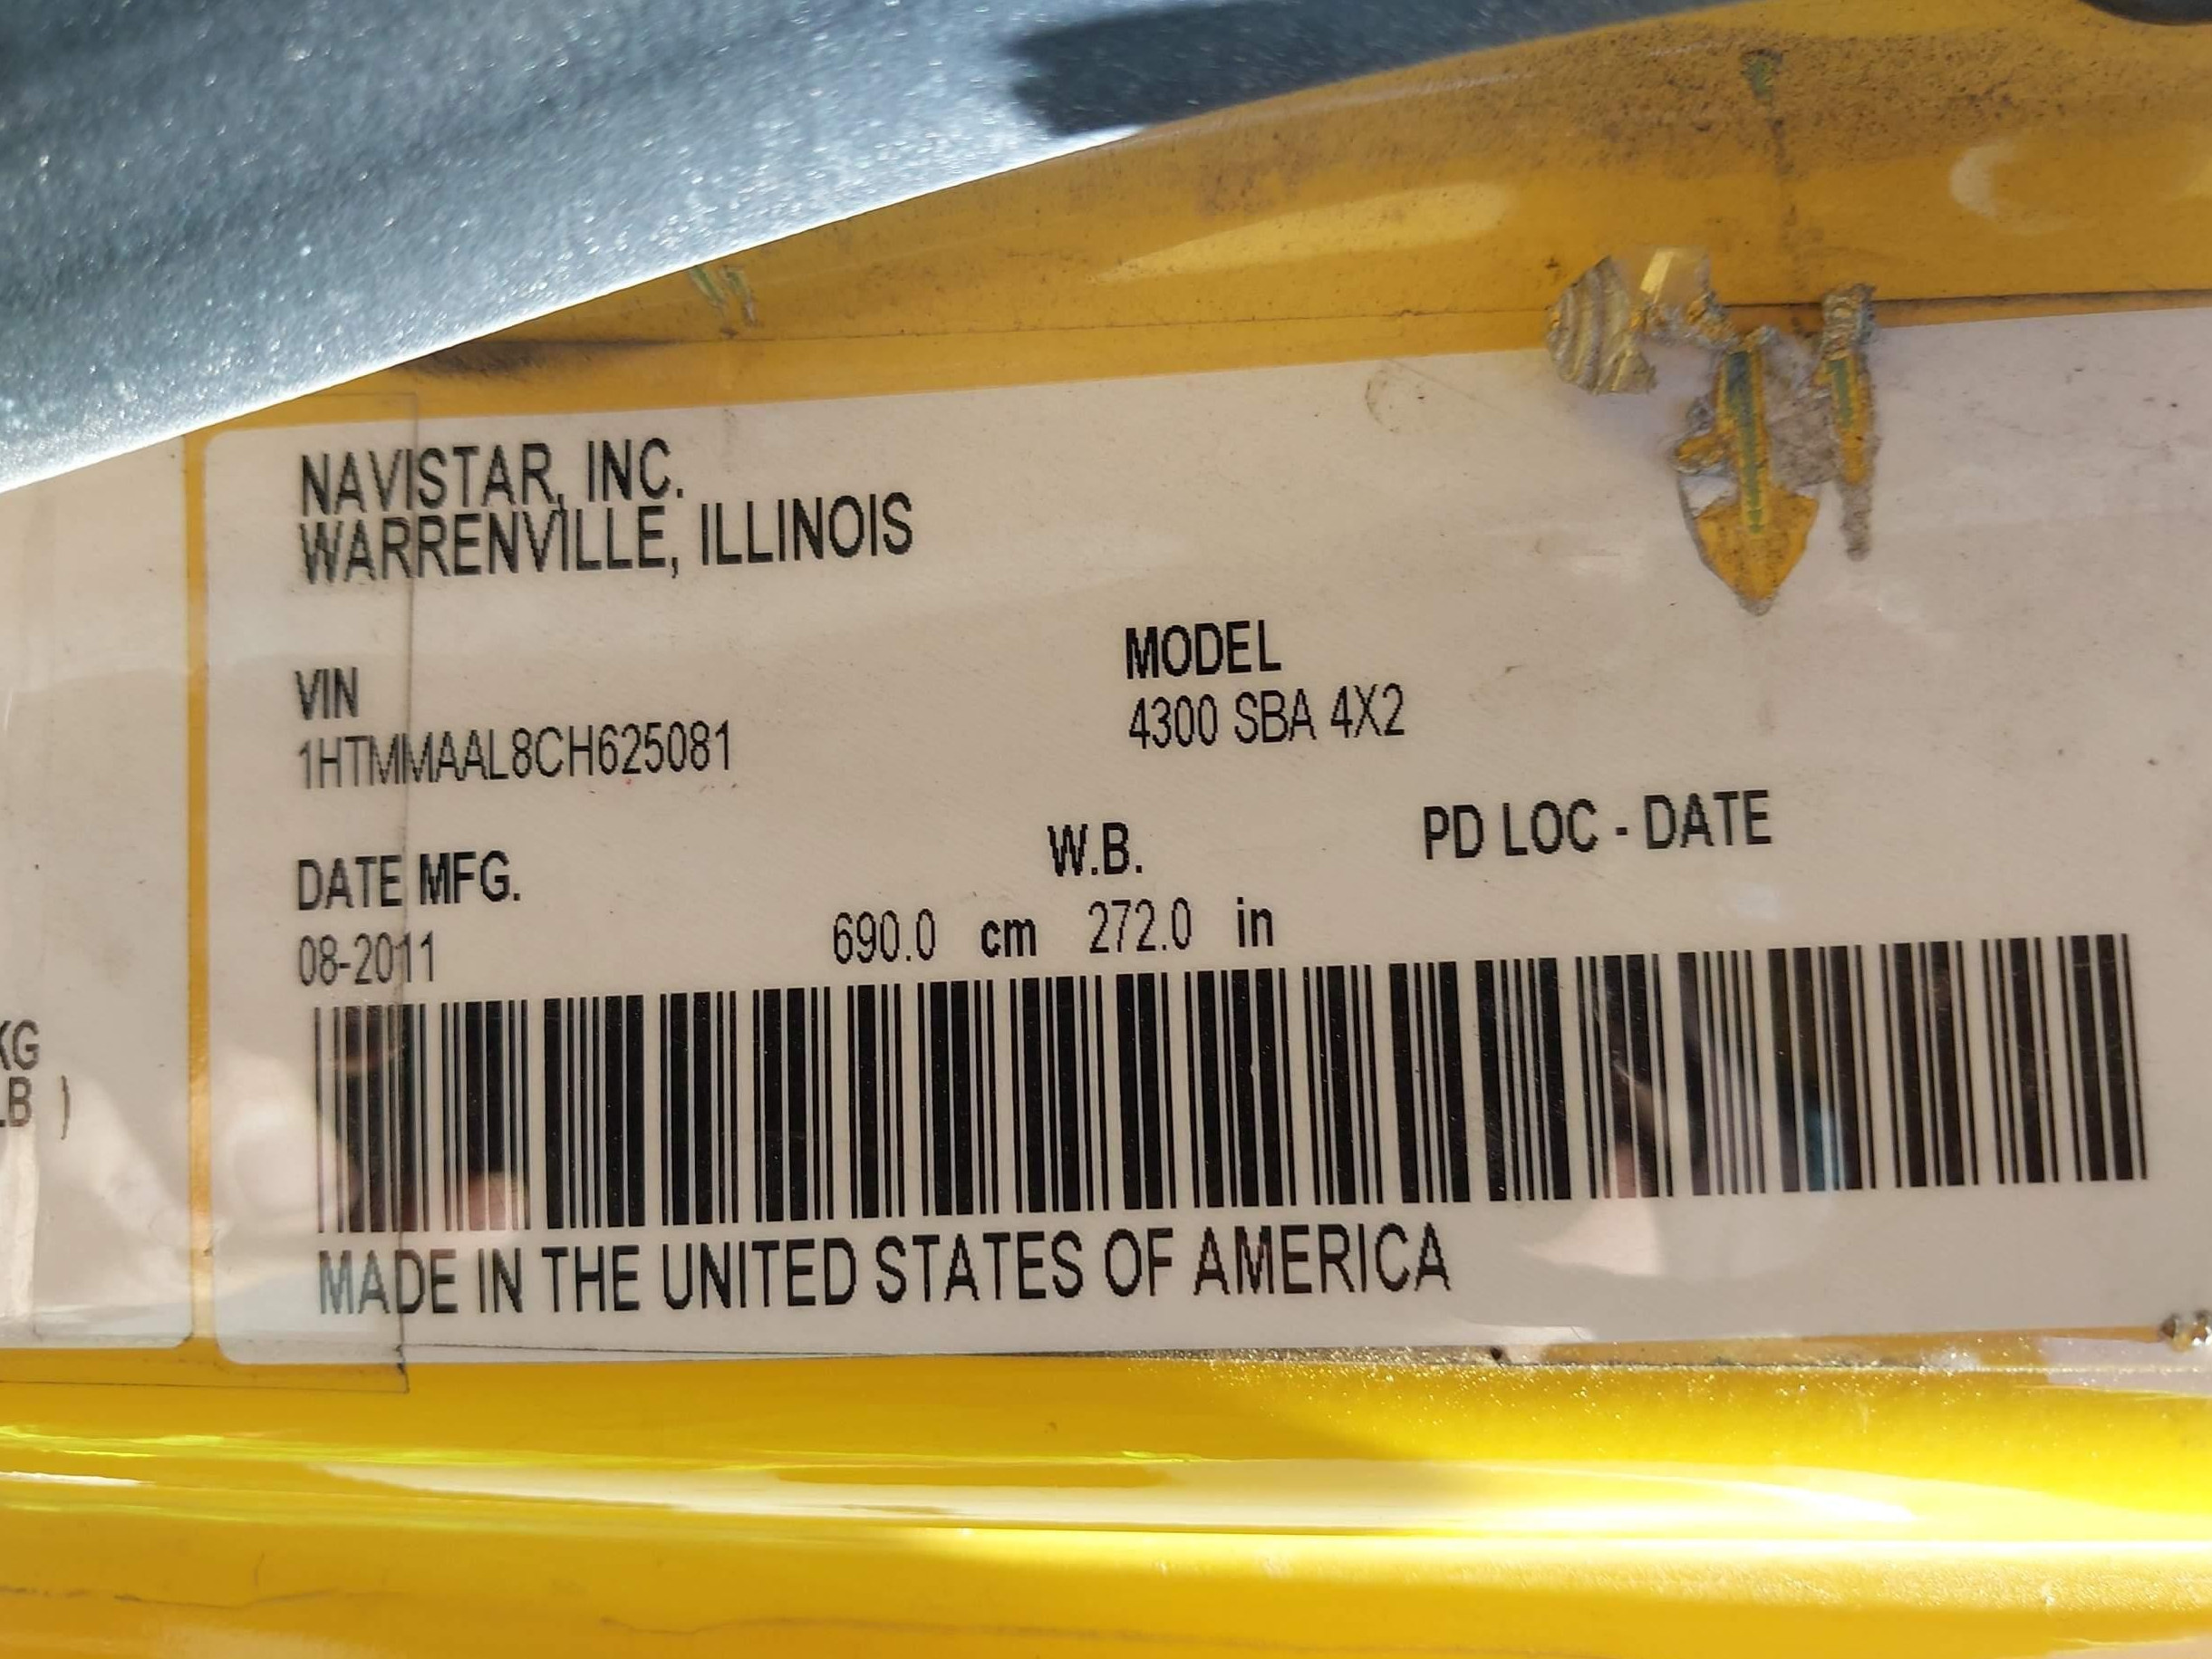 NAVISTAR, INC.
WARRENVILLE, ILLINOIS
VIN
1HTMMAAL8CH625081
MODEL
4300 SBA 4X2
DATE MFG.
08-2011
W.B.
690.0 cm 272.0 in
PD LOC - DATE
MADE IN THE UNITED STATES OF AMERICA
KG
LB )